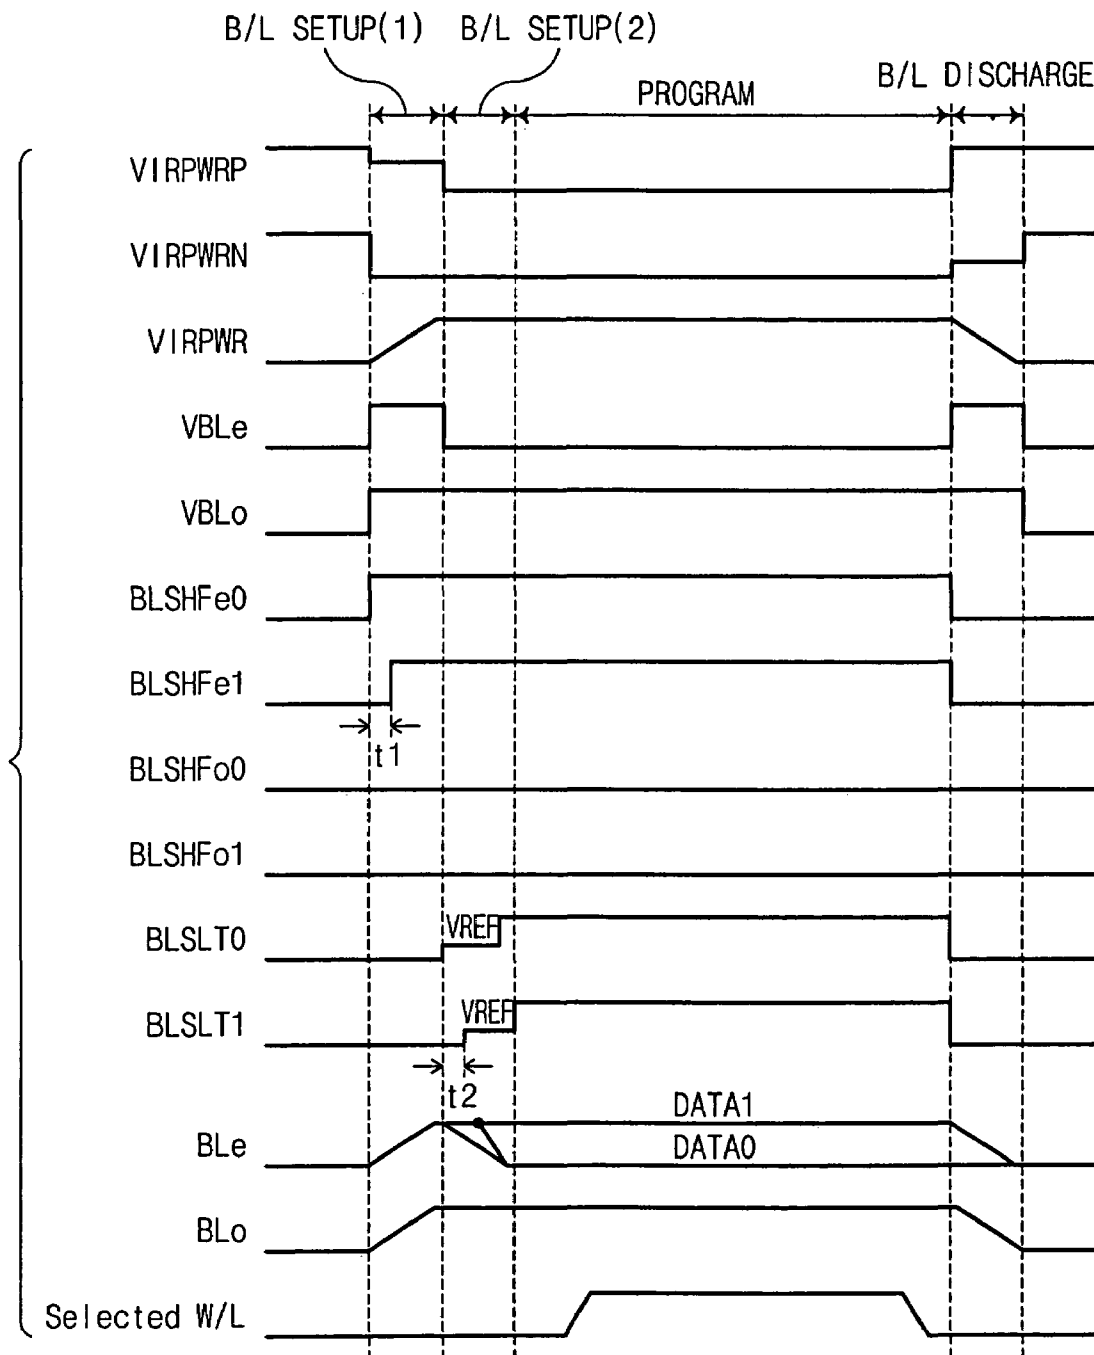 B/L SETUP(1) B/L SETUP(2)
B/L DISCHARGE
PROGRAM
VIRPWRP
VIRPWRN
VIRPWR
VBLe
VBLo
BLSHFe0
BLSHFe1
t1
BLSHFo0
BLSHFo1
BLSLT0
VREF
BLSLT1
VREF
t2
BLe
DATA1
DATA0
BLo
Selected W/L